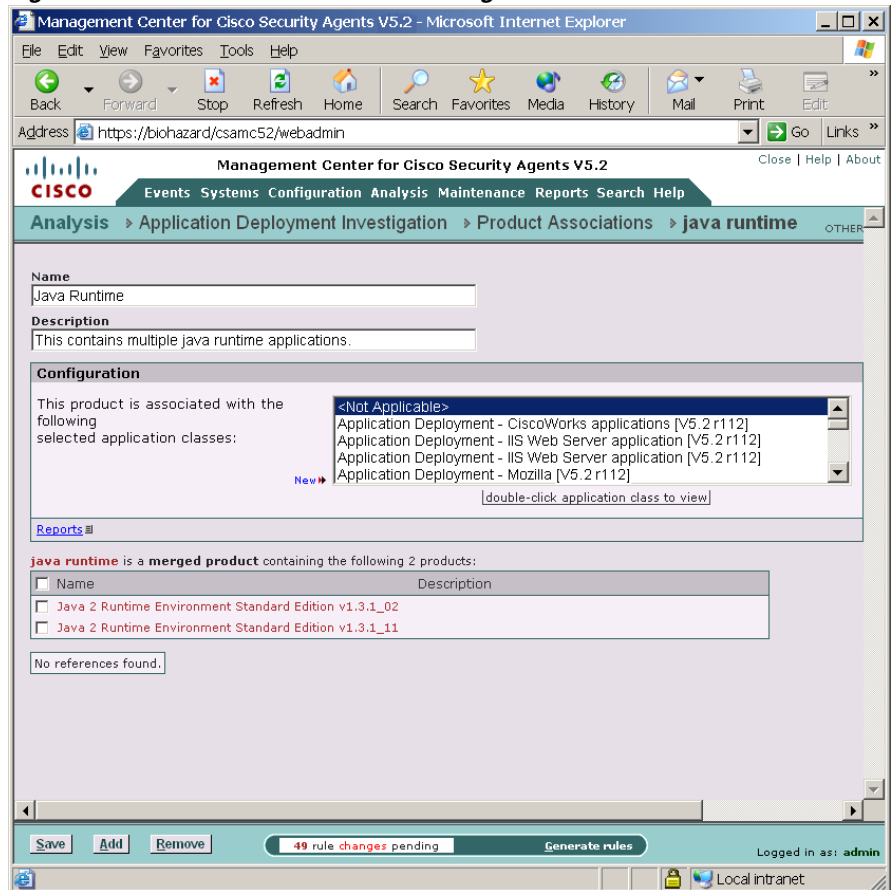 Management Center for Cisco Security Agents V5.2 - Microsoft Internet Explorer
File Edit View Favorites Tools Help
Back Forward Stop Refresh Home Search Favorites Media History Mail Print Edit »
Address https://biohazard/csamc52/webadmin Go Links »
Management Center for Cisco Security Agents V5.2 Close | Help | About
CISCO Events Systems Configuration Analysis Maintenance Reports Search Help
Analysis Application Deployment Investigation Product Associations java runtime OTHER
Name
Java Runtime
Description
This contains multiple java runtime applications.
Configuration
This product is associated with the
following
selected application classes:
<Not Applicable>
Application Deployment - CiscoWorks applications [V5.2 r112]
Application Deployment - IIS Web Server application [V5.2 r112]
Application Deployment - IIS Web Server application [V5.2 r112]
Application Deployment - Mozilla [V5.2 r112]
New
double-click application class to view
Reports
java runtime is a merged product containing the following 2 products:
Name Description
Java 2 Runtime Environment Standard Edition v1.3.1_02
Java 2 Runtime Environment Standard Edition v1.3.1_11
No references found.
Save Add Remove 49 rule changes pending Generate rules Logged in as: admin
Local intranet